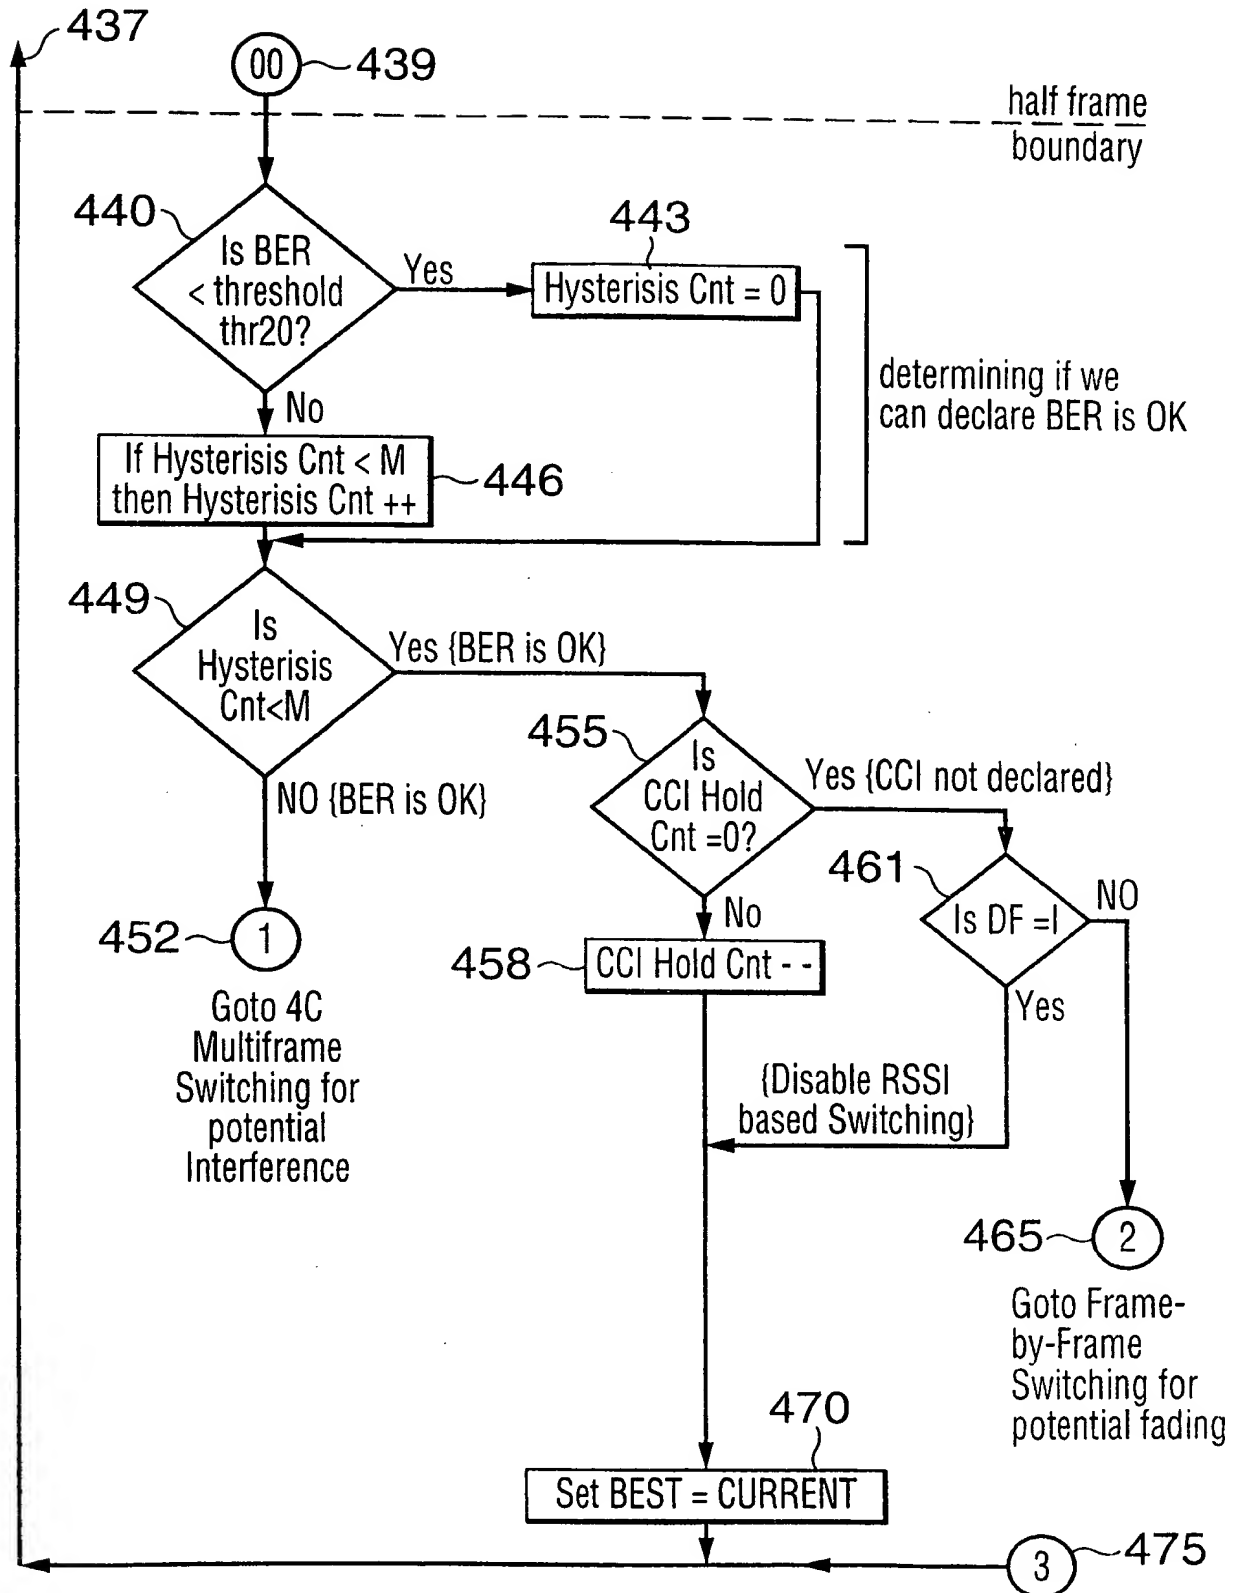 437
00
439
half frame
boundary
440
Is BER
< threshold
thr20?
Yes
443
Hysterisis Cnt = 0
determining if we
can declare BER is OK
No
If Hysterisis Cnt < M
then Hysterisis Cnt ++
446
449
Is
Hysterisis
Cnt<M
Yes {BER is OK}
NO {BER is OK}
452
1
Goto 4C
Multiframe
Switching for
potential
Interference
455
Is
CCI Hold
Cnt =0?
Yes {CCI not declared}
No
458
CCI Hold Cnt - -
461
Is DF =I
NO
Yes
{Disable RSSI
based Switching}
465
2
Goto Frame-
by-Frame
Switching for
potential fading
470
Set BEST = CURRENT
3
475